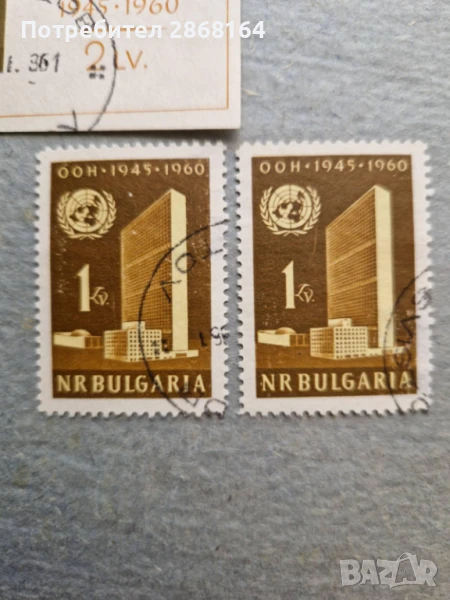 Потребител 2868164
1945-1960
2 LV.
ООН·1945-1960
1 Lv.
NR BULGARIA
ООН·1945-1960
1 Lv.
NR BULGARIA
BAZAR